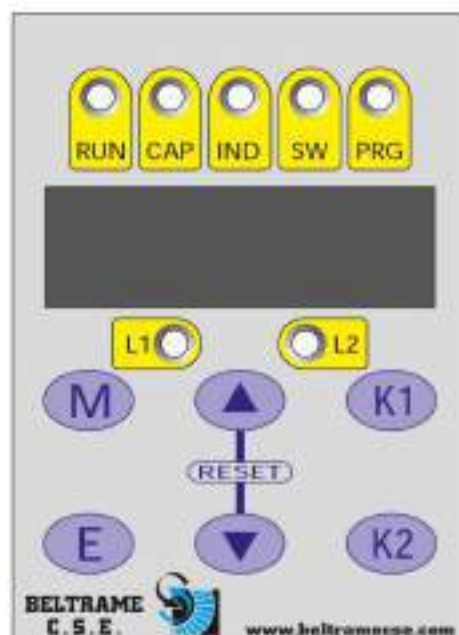 RUN CAP IND SW PRG
L1 L2
M K1
RESET
E K2
BELTRAME
C.S.E. www.beltramecse.com